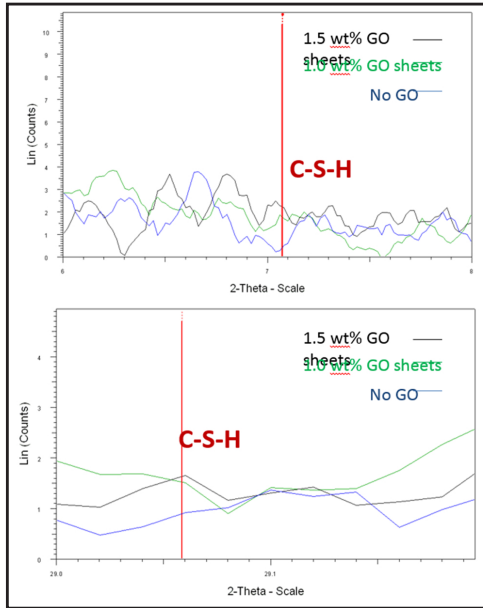 10
9
8
7
6
5
4
3
2
1
0
Lin (Counts)
1.5 wt% GO
sheets
1.0 wt% GO sheets
No GO
C-S-H
6
7
8
2-Theta - Scale
4
3
2
1
0
Lin (Counts)
1.5 wt% GO
sheets
1.0 wt% GO sheets
No GO
C-S-H
29.0
29.1
2-Theta - Scale